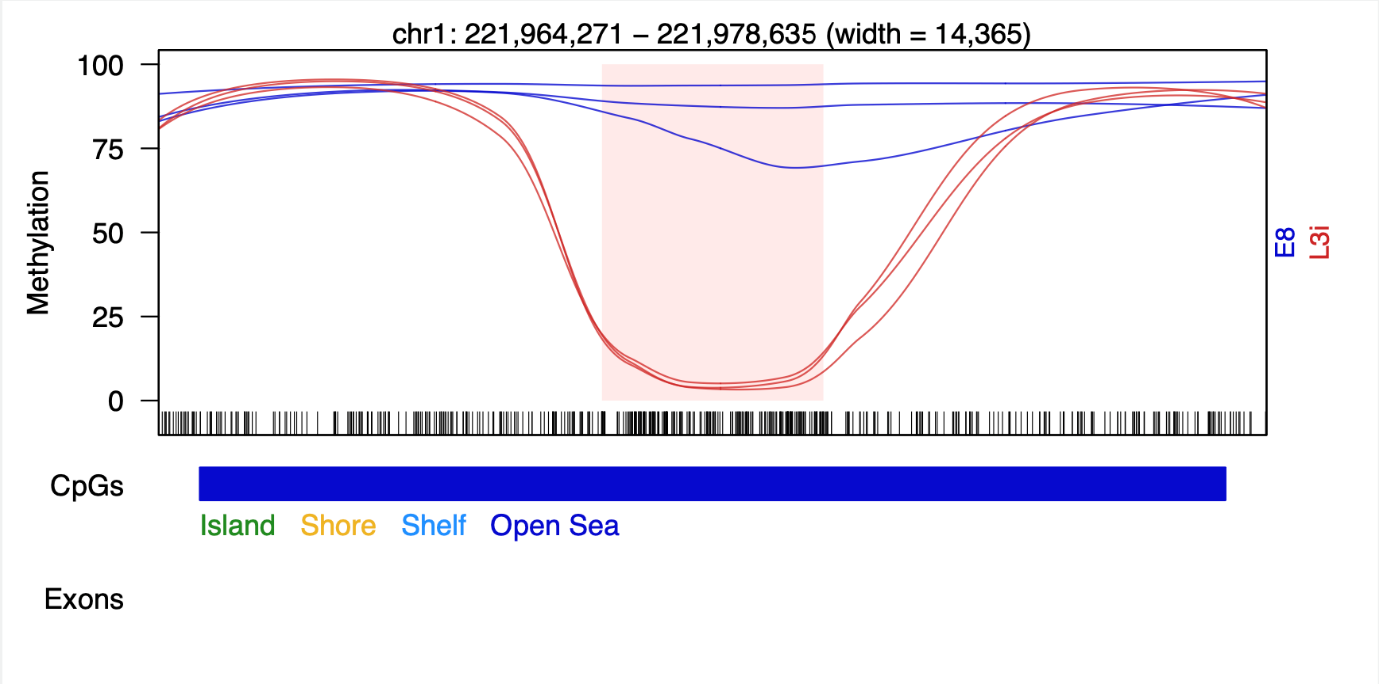 chr1: 221,964,271 – 221,978,635 (width = 14,365)
100
75
50
25
0
Methylation
E8
L3i
CpGs
Island Shore Shelf Open Sea
Exons